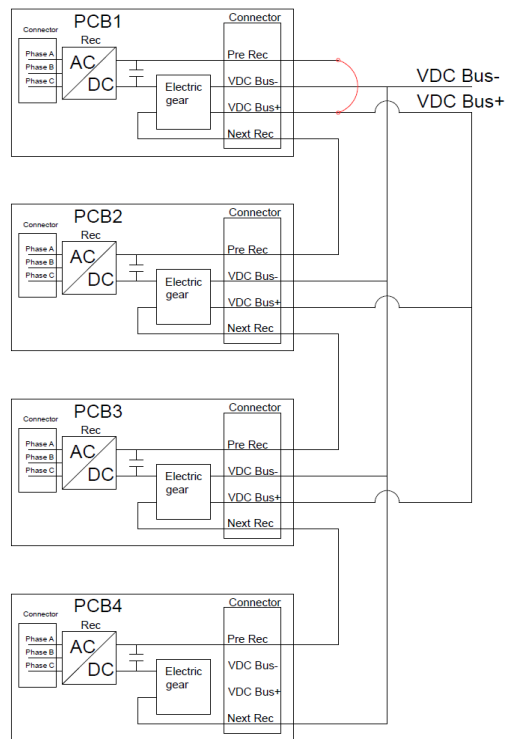 PCB1
Connector
Rec
Connector
Phase A
Phase B
Phase C
AC
DC
Electric
gear
Pre Rec
VDC Bus-
VDC Bus+
Next Rec
VDC Bus-
VDC Bus+
PCB2
Connector
Rec
Connector
Phase A
Phase B
Phase C
AC
DC
Electric
gear
Pre Rec
VDC Bus-
VDC Bus+
Next Rec
PCB3
Connector
Rec
Connector
Phase A
Phase B
Phase C
AC
DC
Electric
gear
Pre Rec
VDC Bus-
VDC Bus+
Next Rec
PCB4
Connector
Rec
Connector
Phase A
Phase B
Phase C
AC
DC
Electric
gear
Pre Rec
VDC Bus-
VDC Bus+
Next Rec